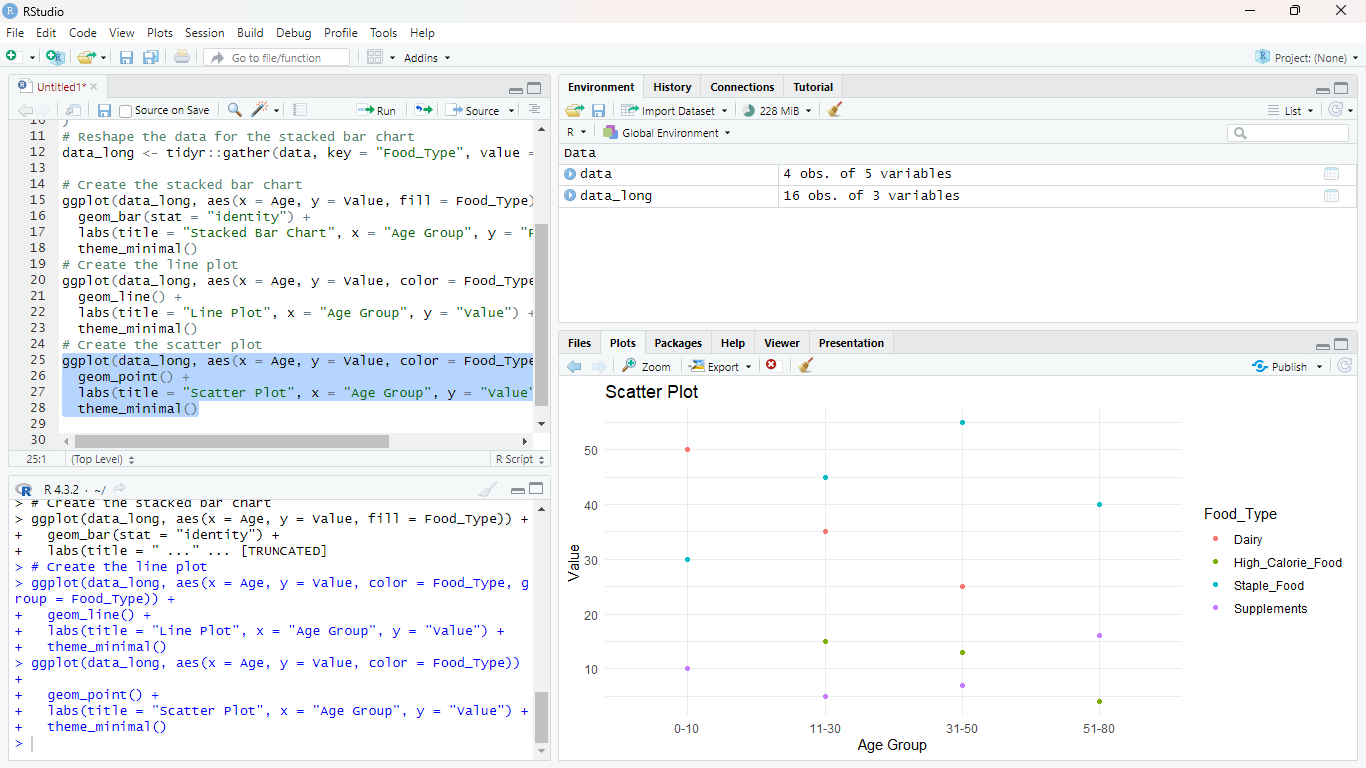 RStudio
File Edit Code View Plots Session Build Debug Profile Tools Help
Go to file/function Addins Project: (None)
Untitled1*
Source on Save Run Source
11 # Reshape the data for the stacked bar chart
12 data_long <- tidyr::gather(data, key = "Food_Type", value =
13
14 # Create the stacked bar chart
15 ggplot(data_long, aes(x = Age, y = Value, fill = Food_Type)
16 geom_bar(stat = "identity") +
17 labs(title = "Stacked Bar Chart", x = "Age Group", y = "
18 theme_minimal()
19 # Create the line plot
20 ggplot(data_long, aes(x = Age, y = Value, color = Food_Type
21 geom_line() +
22 labs(title = "Line Plot", x = "Age Group", y = "Value") +
23 theme_minimal()
24 # Create the scatter plot
25 ggplot(data_long, aes(x = Age, y = Value, color = Food_Type
26 geom_point() +
27 labs(title = "Scatter Plot", x = "Age Group", y = "Value"
28 theme_minimal()
29
30
25:1 (Top Level) R Script
R 4.3.2 · ~/
> # Create the stacked bar chart
> ggplot(data_long, aes(x = Age, y = Value, fill = Food_Type)) +
+ geom_bar(stat = "identity") +
+ labs(title = " ..." ... [TRUNCATED]
> # Create the line plot
> ggplot(data_long, aes(x = Age, y = Value, color = Food_Type, g
roup = Food_Type)) +
+ geom_line() +
+ labs(title = "Line Plot", x = "Age Group", y = "Value") +
+ theme_minimal()
> ggplot(data_long, aes(x = Age, y = Value, color = Food_Type))
+
+ geom_point() +
+ labs(title = "Scatter Plot", x = "Age Group", y = "Value") +
+ theme_minimal()
>
Environment History Connections Tutorial
Import Dataset 228 MiB List
R Global Environment
Data
data 4 obs. of 5 variables
data_long 16 obs. of 3 variables
Files Plots Packages Help Viewer Presentation
Zoom Export Publish
Scatter Plot
50
40
30
20
10
Value
0-10 11-30 31-50 51-80
Age Group
Food_Type
Dairy
High_Calorie_Food
Staple_Food
Supplements